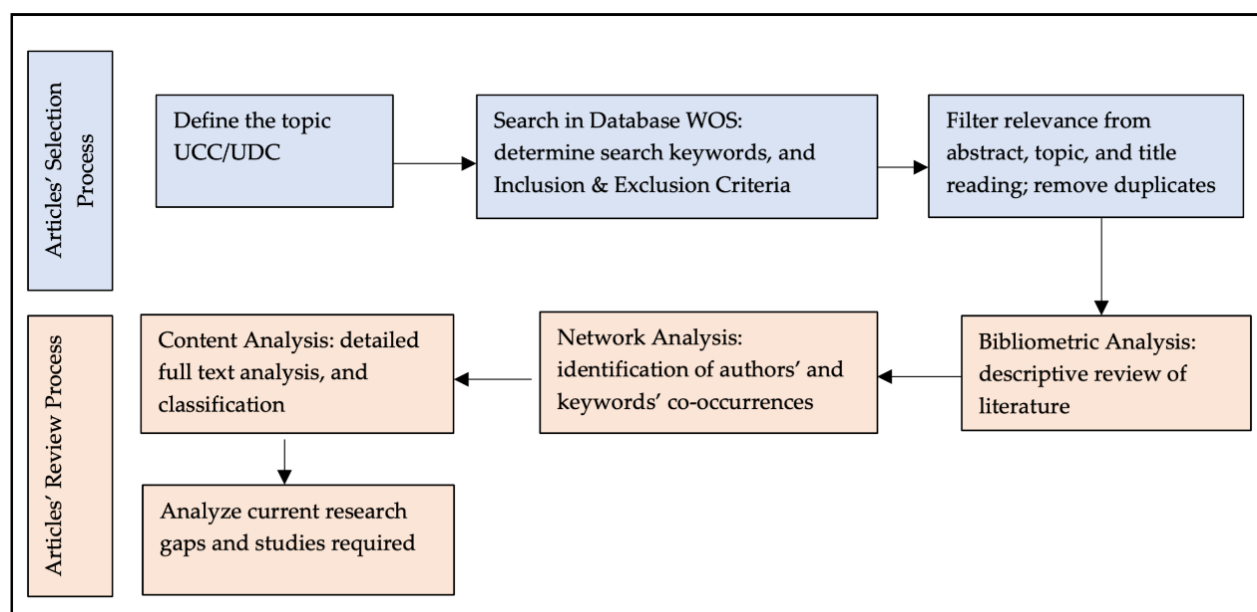 Articles' Selection
Process
Define the topic
UCC/UDC
Search in Database WOS:
determine search keywords, and
Inclusion & Exclusion Criteria
Filter relevance from
abstract, topic, and title
reading; remove duplicates
Articles' Review Process
Bibliometric Analysis:
descriptive review of
literature
Network Analysis:
identification of authors' and
keywords' co-occurrences
Content Analysis: detailed
full text analysis, and
classification
Analyze current research
gaps and studies required